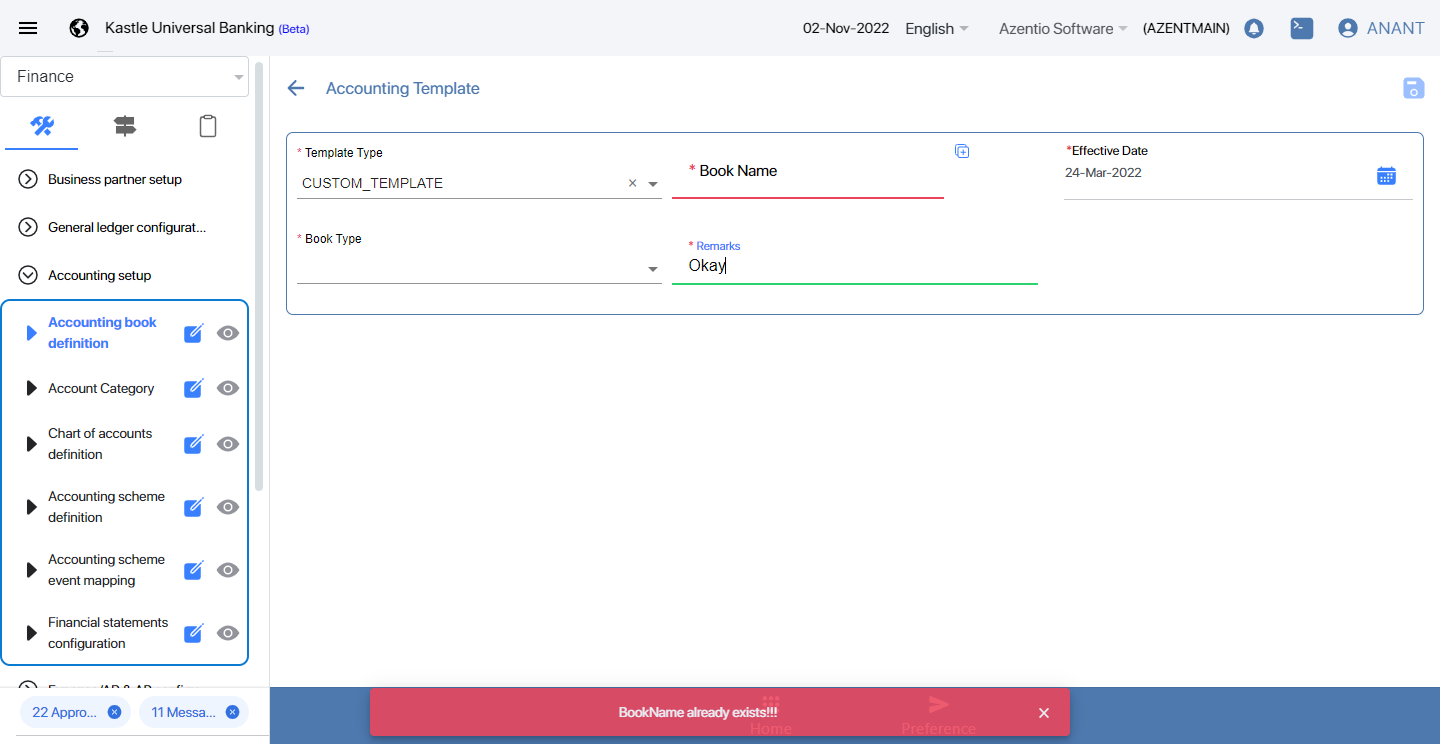 Kastle Universal Banking (Beta)
02-Nov-2022
English
Azentio Software
(AZENTMAIN)
ANANT
Finance
Business partner setup
General ledger configurat...
Accounting setup
Accounting book
definition
Account Category
Chart of accounts
definition
Accounting scheme
definition
Accounting scheme
event mapping
Financial statements
configuration
22 Appro...
11 Messa...
Accounting Template
* Template Type
CUSTOM_TEMPLATE
* Book Name
*Effective Date
24-Mar-2022
* Book Type
* Remarks
Okay
BookName already exists!!!
Home
Preference